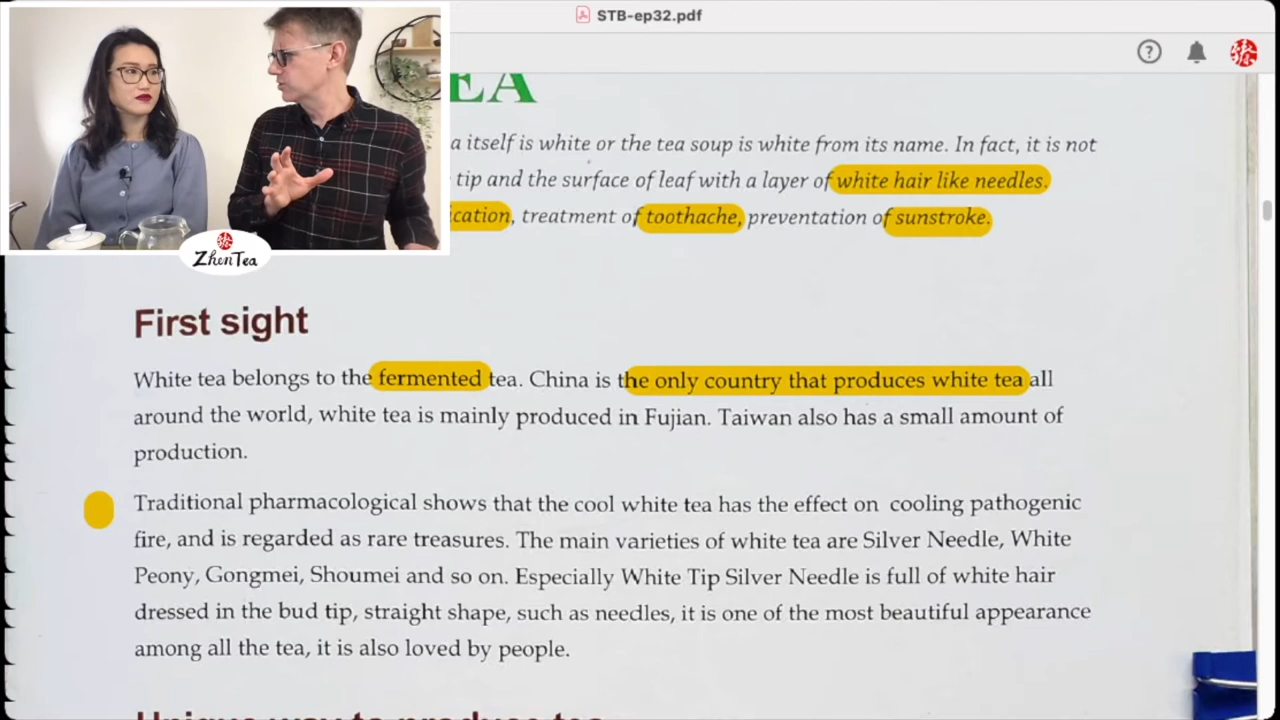 STB-ep32.pdf
EA
a itself is white or the tea soup is white from its name. In fact, it is not
tip and the surface of leaf with a layer of white hair like needles.
ication, treatment of toothache, preventation of sunstroke.
ZhenTea
First sight
White tea belongs to the fermented tea. China is the only country that produces white tea all
around the world, white tea is mainly produced in Fujian. Taiwan also has a small amount of
production.
Traditional pharmacological shows that the cool white tea has the effect on cooling pathogenic
fire, and is regarded as rare treasures. The main varieties of white tea are Silver Needle, White
Peony, Gongmei, Shoumei and so on. Especially White Tip Silver Needle is full of white hair
dressed in the bud tip, straight shape, such as needles, it is one of the most beautiful appearance
among all the tea, it is also loved by people.
Unique way to produce tea